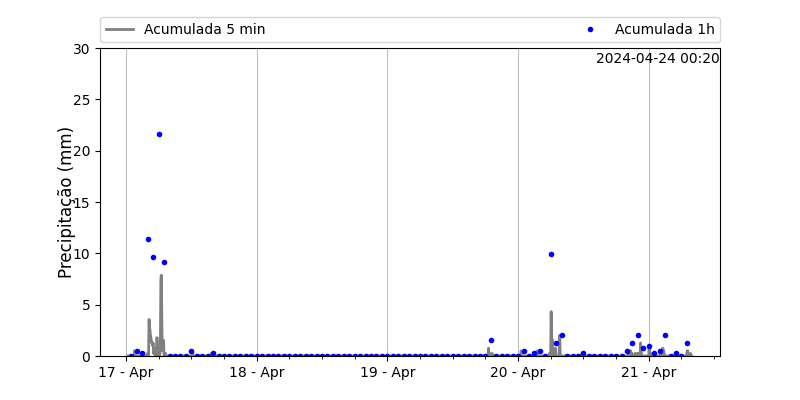 Acumulada 5 min
Acumulada 1h
2024-04-24 00:20
Precipitação (mm)
30
25
20
15
10
5
0
17 - Apr
18 - Apr
19 - Apr
20 - Apr
21 - Apr